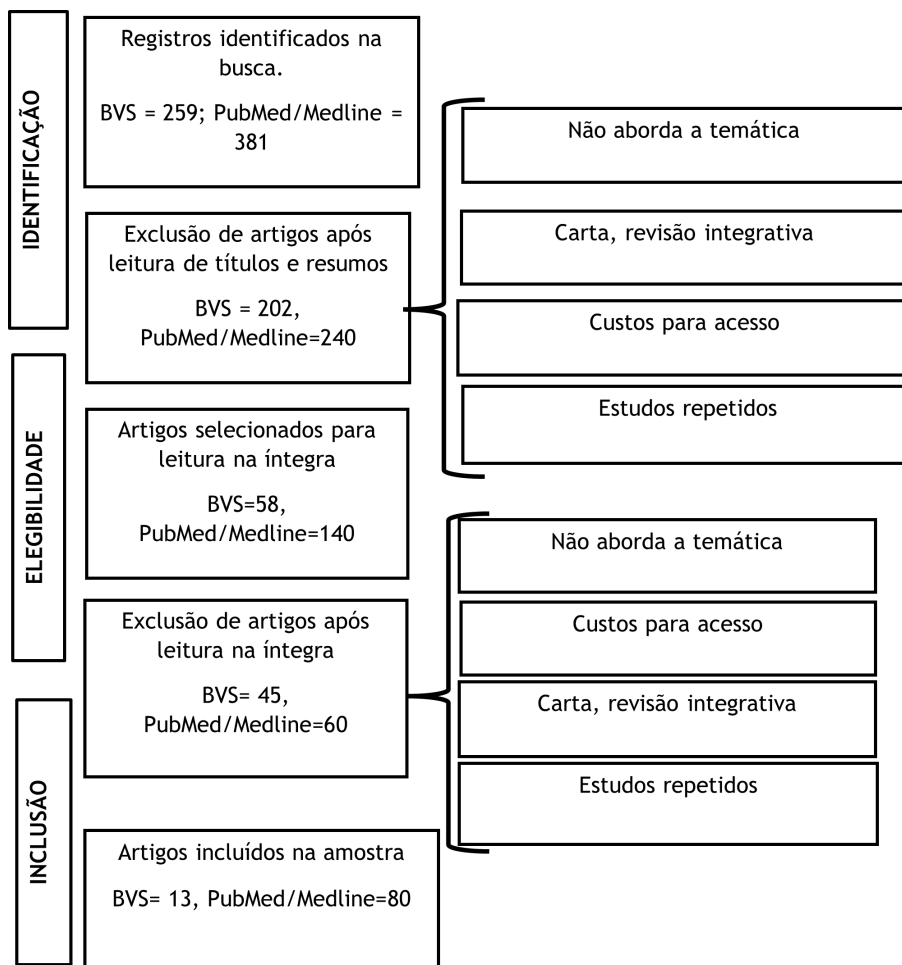 IDENTIFICAÇÃO
Registros identificados na
busca.
BVS = 259; PubMed/Medline =
381
Exclusão de artigos após
leitura de títulos e resumos
BVS = 202,
PubMed/Medline=240
Não aborda a temática
Carta, revisão integrativa
Custos para acesso
Estudos repetidos
ELEGIBILIDADE
Artigos selecionados para
leitura na íntegra
BVS=58,
PubMed/Medline=140
Exclusão de artigos após
leitura na íntegra
BVS= 45,
PubMed/Medline=60
Não aborda a temática
Custos para acesso
Carta, revisão integrativa
Estudos repetidos
INCLUSÃO
Artigos incluídos na amostra
BVS= 13, PubMed/Medline=80